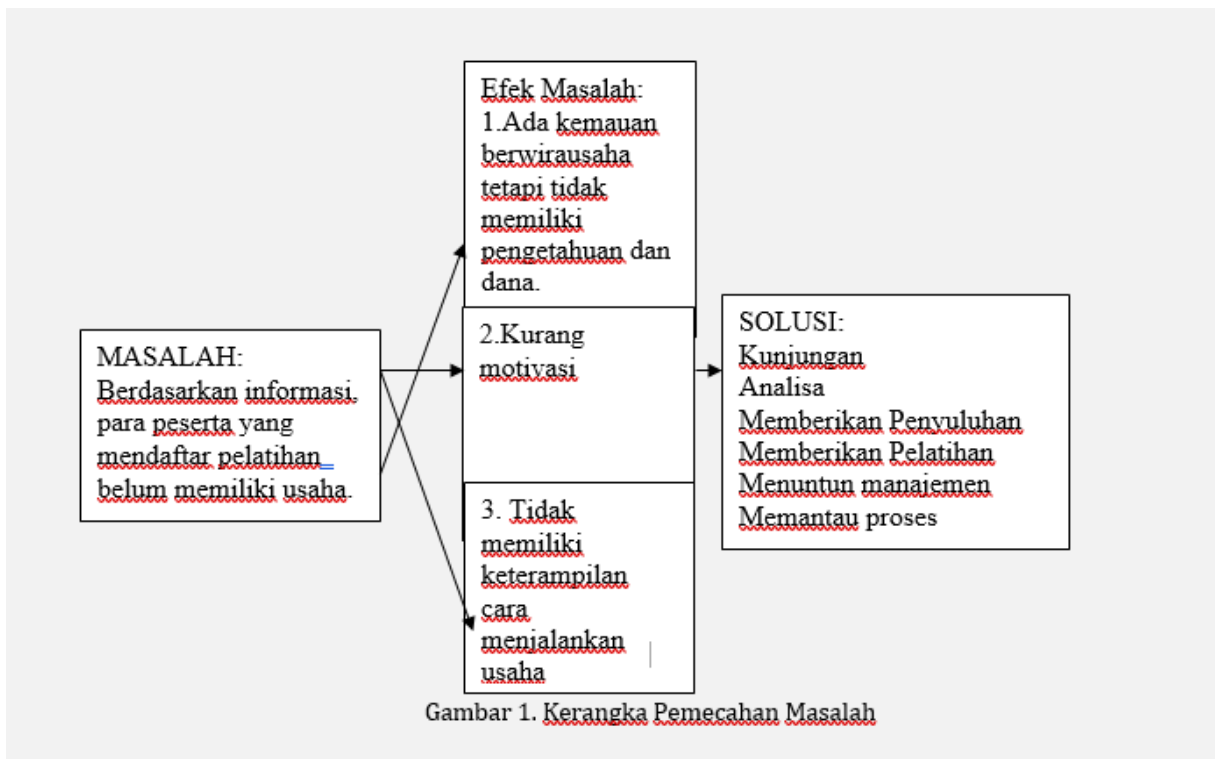 MASALAH:
Berdasarkan informasi,
para peserta yang
mendaftar pelatihan
belum memiliki usaha.
Efek Masalah:
1.Ada kemauan
berwirausaha
tetapi tidak
memiliki
pengetahuan dan
dana.
2.Kurang
motivasi
3. Tidak
memiliki
keterampilan
cara
menjalankan
usaha
SOLUSI:
Kunjungan
Analisa
Memberikan Penyuluhan
Memberikan Pelatihan
Menuntun manajemen
Memantau proses
Gambar 1. Kerangka Pemecahan Masalah